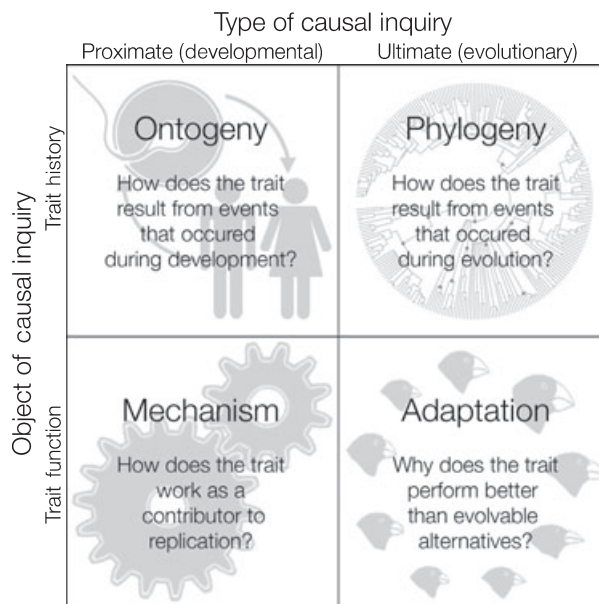 Type of causal inquiry
Proximate (developmental)
Ultimate (evolutionary)
Object of causal inquiry
Trait history
Ontogeny
How does the trait
result from events
that occured
during development?
Phylogeny
How does the trait
result from events
that occured
during evolution?
Trait function
Mechanism
How does the trait
work as a
contributor to
replication?
Adaptation
Why does the trait
perform better
than evolvable
alternatives?